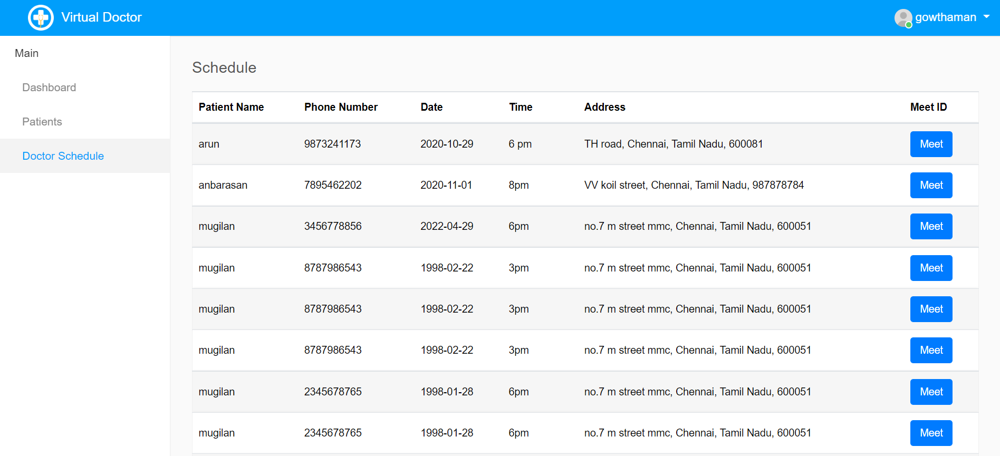 Virtual Doctor
gowthaman
Main
Dashboard
Patients
Doctor Schedule
Schedule
Patient Name Phone Number Date Time Address Meet ID
arun 9873241173 2020-10-29 6 pm TH road, Chennai, Tamil Nadu, 600081 Meet
anbarasan 7895462202 2020-11-01 8pm VV koil street, Chennai, Tamil Nadu, 987878784 Meet
mugilan 3456778856 2022-04-29 6pm no.7 m street mmc, Chennai, Tamil Nadu, 600051 Meet
mugilan 8787986543 1998-02-22 3pm no.7 m street mmc, Chennai, Tamil Nadu, 600051 Meet
mugilan 8787986543 1998-02-22 3pm no.7 m street mmc, Chennai, Tamil Nadu, 600051 Meet
mugilan 8787986543 1998-02-22 3pm no.7 m street mmc, Chennai, Tamil Nadu, 600051 Meet
mugilan 2345678765 1998-01-28 6pm no.7 m street mmc, Chennai, Tamil Nadu, 600051 Meet
mugilan 2345678765 1998-01-28 6pm no.7 m street mmc, Chennai, Tamil Nadu, 600051 Meet